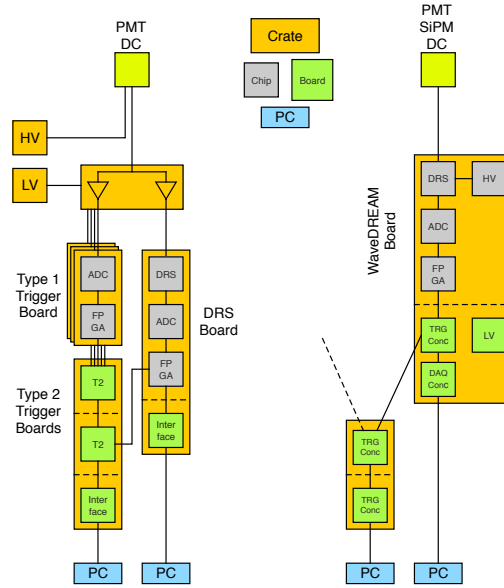 PMT
DC
Crate
Chip
Board
PC
PMT
SiPM
DC
HV
LV
Type 1
Trigger
Board
ADC
FP
GA
DRS
ADC
FP
GA
DRS
Board
Type 2
Trigger
Boards
T2
T2
Inter
face
Inter
face
PC
PC
WaveDREAM
Board
DRS
HV
ADC
FP
GA
TRG
Conc
LV
DAQ
Conc
TRG
Conc
TRG
Conc
PC
PC